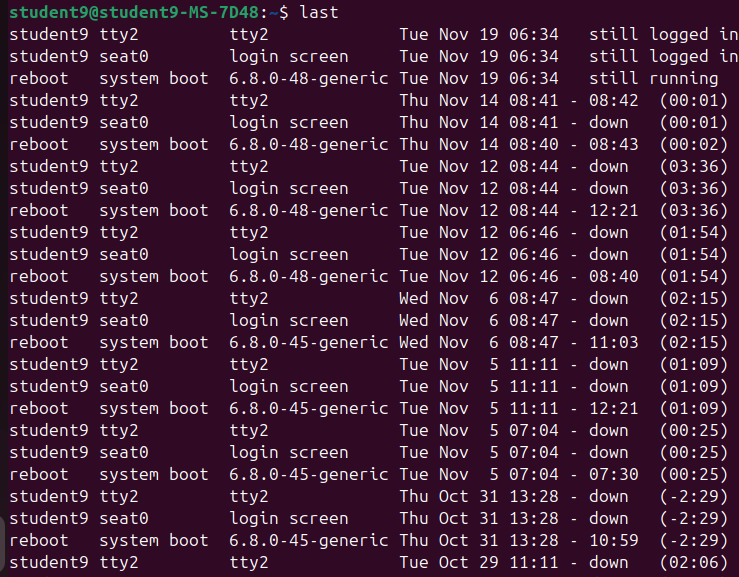 student9@student9-MS-7D48:~$ last
student9 tty2         tty2             Tue Nov 19 06:34   still logged in
student9 seat0        login screen     Tue Nov 19 06:34   still logged in
reboot   system boot  6.8.0-48-generic Tue Nov 19 06:34   still running
student9 tty2         tty2             Thu Nov 14 08:41 - 08:42  (00:01)
student9 seat0        login screen     Thu Nov 14 08:41 - down   (00:01)
reboot   system boot  6.8.0-48-generic Thu Nov 14 08:40 - 08:43  (00:02)
student9 tty2         tty2             Tue Nov 12 08:44 - down   (03:36)
student9 seat0        login screen     Tue Nov 12 08:44 - down   (03:36)
reboot   system boot  6.8.0-48-generic Tue Nov 12 08:44 - 12:21  (03:36)
student9 tty2         tty2             Tue Nov 12 06:46 - down   (01:54)
student9 seat0        login screen     Tue Nov 12 06:46 - down   (01:54)
reboot   system boot  6.8.0-48-generic Tue Nov 12 06:46 - 08:40  (01:54)
student9 tty2         tty2             Wed Nov  6 08:47 - down   (02:15)
student9 seat0        login screen     Wed Nov  6 08:47 - down   (02:15)
reboot   system boot  6.8.0-45-generic Wed Nov  6 08:47 - 11:03  (02:15)
student9 tty2         tty2             Tue Nov  5 11:11 - down   (01:09)
student9 seat0        login screen     Tue Nov  5 11:11 - down   (01:09)
reboot   system boot  6.8.0-45-generic Tue Nov  5 11:11 - 12:21  (01:09)
student9 tty2         tty2             Tue Nov  5 07:04 - down   (00:25)
student9 seat0        login screen     Tue Nov  5 07:04 - down   (00:25)
reboot   system boot  6.8.0-45-generic Tue Nov  5 07:04 - 07:30  (00:25)
student9 tty2         tty2             Thu Oct 31 13:28 - down   (-2:29)
student9 seat0        login screen     Thu Oct 31 13:28 - down   (-2:29)
reboot   system boot  6.8.0-45-generic Thu Oct 31 13:28 - 10:59  (-2:29)
student9 tty2         tty2             Tue Oct 29 11:11 - down   (02:06)